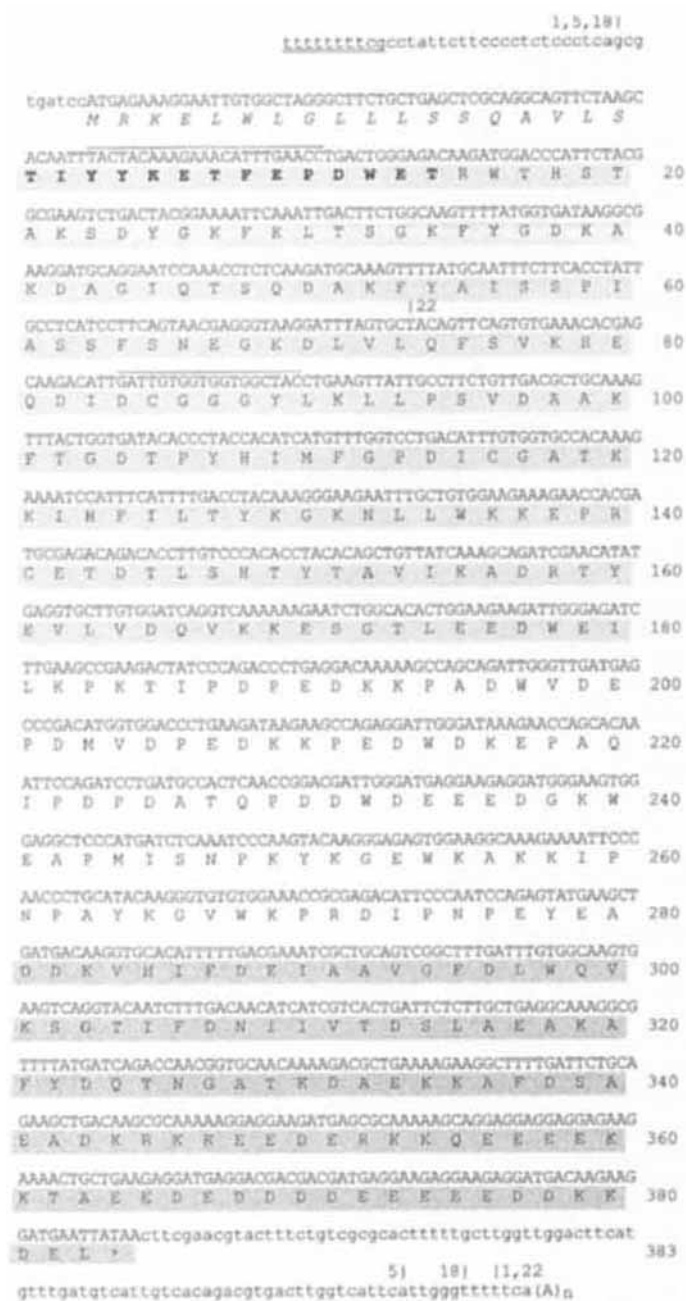 1,5,18|
tttttttttcgcctattcttcccctctccctcagcg
tgatccATGAGAAAGGAATTGTGGCTAGGGCTTCTGCTGAGCTCGCAGGCAGTTCTAAGC
M R K E L W L G L L L S S Q A V L S
ACAATTTACTACAAAGAAACATTTGAACCTGACTGGGAGACAAGATGGACCCATTCTACG
T I Y Y K E T F E P D W E T R W T H S T 20
GCGAAGTCTGACTACGGAAAATTCAAATTGACTTCTGGCAAGTTTTATGGTGATAAGGCG
A K S D Y G K F K L T S G K F Y G D K A 40
AAGGATGCAGGAATCCAAACCTCTCAAGATGCAAAGTTTTATGCAATTTCTTCACCTATT
K D A G I Q T S Q D A K F Y A I S S P I 60
|22
GCCTCATCCTTCAGTAACGAGGGTAAGGATTTAGTGCTACAGTTCAGTGTGAAACACGAG
A S S F S N E G K D L V L Q F S V K H E 80
CAAGACATTGATTGTGGTGGTGGCTACCTGAAGTTATTGCCTTCTGTTGACGCTGCAAAG
Q D I D C G G G Y L K L L P S V D A A K 100
TTTACTGGTGATACACCCTACCACATCATGTTTGGTCCTGACATTTGTGGTGCCACAAAG
F T G D T P Y H I M F G P D I C G A T K 120
AAAATCCATTTCATTTTGACCTACAAAGGGAAGAATTTGCTGTGGAAGAAAGAACCACGA
K I H F I L T Y K G K N L L W K K E P R 140
TGCGAGACAGACACCTTGTCCCACACCTACACAGCTGTTATCAAAGCAGATCGAACATAT
C E T D T L S H T Y T A V I K A D R T Y 160
GAGGTGCTTGTGGATCAGGTCAAAAAAGAATCTGGCACACTGGAAGAAGATTGGGAGATC
E V L V D Q V K K E S G T L E E D W E I 180
TTGAAGCCGAAGACTATCCCAGACCCTGAGGACAAAAAGCCAGCAGATTGGGTTGATGAG
L K P K T I P D P E D K K P A D W V D E 200
CCCGACATGGTGGACCCTGAAGATAAGAAGCCAGAGGATTGGGATAAAGAACCAGCACAA
P D M V D P E D K K P E D W D K E P A Q 220
ATTCCAGATCCTGATGCCACTCAACCGGACGATTGGGATGAGGAAGAGGATGGGAAGTGG
I P D P D A T Q P D D W D E E E D G K W 240
GAGGCTCCCATGATCTCAAATCCCAAGTACAAGGGAGAGTGGAAGGCAAAGAAAATTCCC
E A P M I S N P K Y K G E W K A K K I P 260
AACCCTGCATACAAGGGTGTGTGGAAACCGCGAGACATTCCCAATCCAGAGTATGAAGCT
N P A Y K G V W K P R D I P N P E Y E A 280
GATGACAAGGTGCACATTTTTGACGAAATCGCTGCAGTCGGCTTTGATTTGTGGCAAGTG
D D K V H I F D E I A A V G F D L W Q V 300
AAGTCAGGTACAATCTTTGACAACATCATCGTCACTGATTCTCTTGCTGAGGCAAAGGCG
K S G T I F D N I I V T D S L A E A K A 320
TTTTATGATCAGACCAACGGTGCAACAAAAGACGCTGAAAAGAAGGCTTTTGATTCTGCA
F Y D Q T N G A T K D A E K K A F D S A 340
GAAGCTGACAAGCGCAAAAAGGAGGAAGATGAGCGCAAAAAGCAGGAGGAGGAGGAGAAG
E A D K R K K E E D E R K K Q E E E E K 360
AAAACTGCTGAAGAGGATGAGGACGACGACGATGAGGAAGAGGAAGAGGATGACAAGAAG
K T A E E D E D D D D E E E E E D D K K 380
GATGAATTATAActtcgaacgtactttctgtcgcgcactttttgcttggttggacttcat
D E L * 383
5| 18| |1,22
gtttgatgtcattgtcacagacgtgacttggtcattcattgggtttttca(A)n